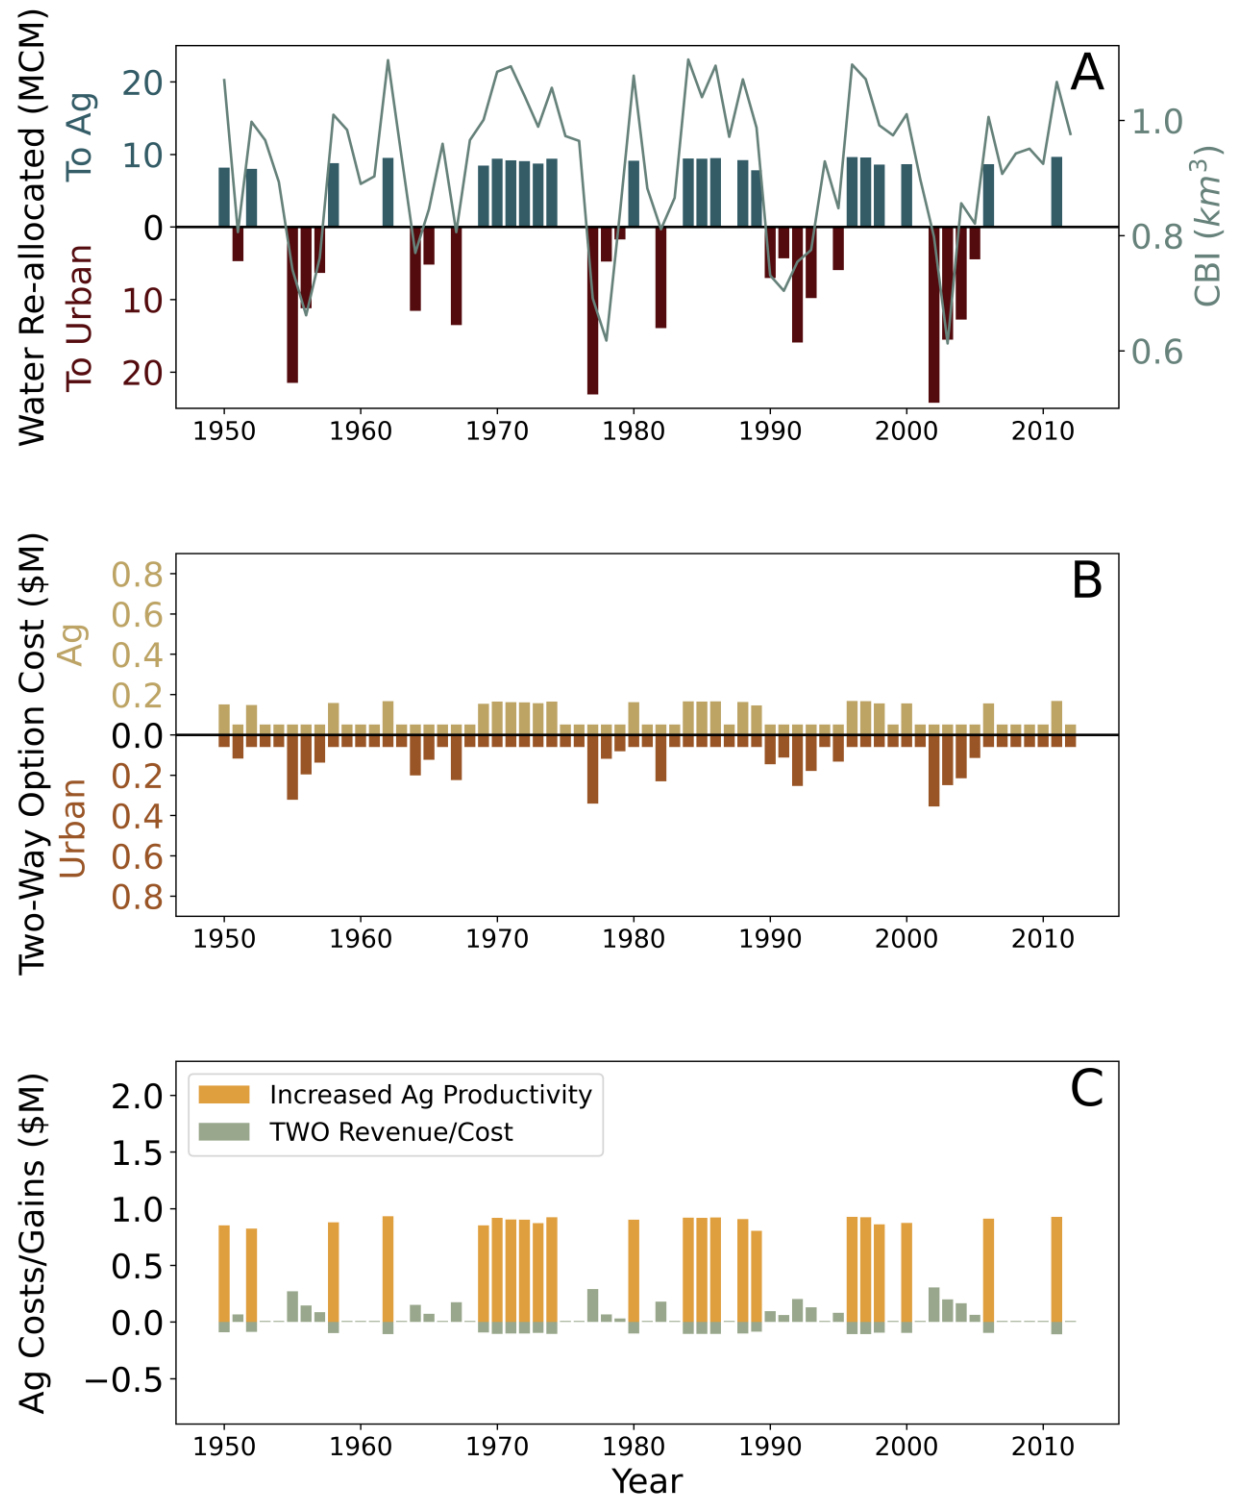 Water Re-allocated (MCM)
To Urban
To Ag
20
10
0
10
20
A
1.0
0.8
0.6
CBI (km³)
1950 1960 1970 1980 1990 2000 2010
Two-Way Option Cost ($M)
Urban
Ag
0.8
0.6
0.4
0.2
0.0
0.2
0.4
0.6
0.8
B
1950 1960 1970 1980 1990 2000 2010
Ag Costs/Gains ($M)
2.0
1.5
1.0
0.5
0.0
−0.5
Increased Ag Productivity
TWO Revenue/Cost
C
1950 1960 1970 1980 1990 2000 2010
Year